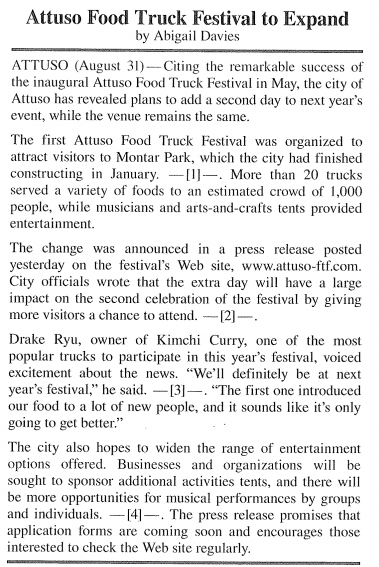 Attuso Food Truck Festival to Expand
by Abigail Davies
ATTUSO (August 31)—Citing the remarkable success of
the inaugural Attuso Food Truck Festival in May, the city of
Attuso has revealed plans to add a second day to next year's
event, while the venue remains the same.
The first Attuso Food Truck Festival was organized to
attract visitors to Montar Park, which the city had finished
constructing in January. —[1]—. More than 20 trucks
served a variety of foods to an estimated crowd of 1,000
people, while musicians and arts-and-crafts tents provided
entertainment.
The change was announced in a press release posted
yesterday on the festival's Web site, www.attuso-ftf.com.
City officials wrote that the extra day will have a large
impact on the second celebration of the festival by giving
more visitors a chance to attend. —[2]—.
Drake Ryu, owner of Kimchi Curry, one of the most
popular trucks to participate in this year's festival, voiced
excitement about the news. "We'll definitely be at next
year's festival," he said. —[3]—. "The first one introduced
our food to a lot of new people, and it sounds like it's only
going to get better."
The city also hopes to widen the range of entertainment
options offered. Businesses and organizations will be
sought to sponsor additional activities tents, and there will
be more opportunities for musical performances by groups
and individuals. —[4]—. The press release promises that
application forms are coming soon and encourages those
interested to check the Web site regularly.